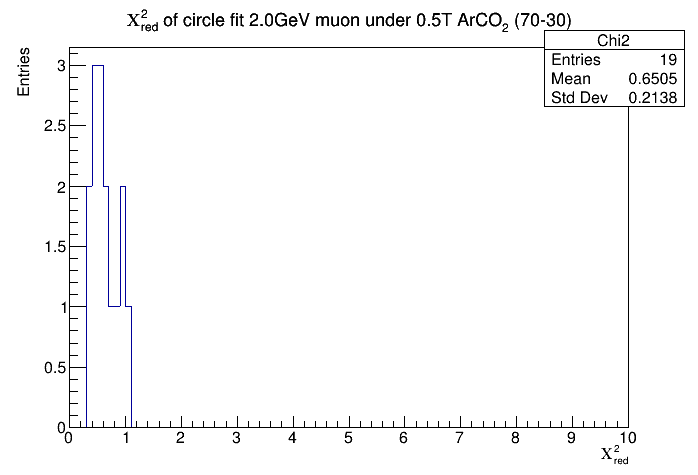 Χ²red of circle fit 2.0GeV muon under 0.5T ArCO₂ (70-30)
Chi2
Entries 19
Mean 0.6505
Std Dev 0.2138
Entries
3
2.5
2
1.5
1
0.5
0
0 1 2 3 4 5 6 7 8 9 10
Χ²red